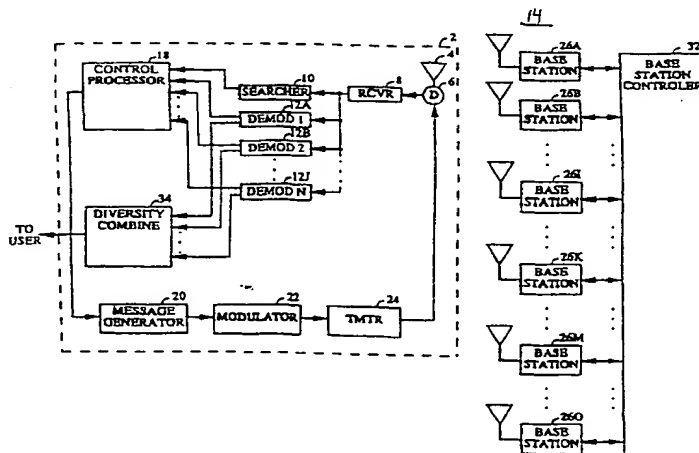 14
2
18
CONTROL
PROCESSOR
10
SEARCHER
8
RCVR
4
D
6
12A
DEMOD 1
12B
DEMOD 2
12J
DEMOD N
34
DIVERSITY
COMBINE
TO
USER
20
MESSAGE
GENERATOR
22
MODULATOR
24
TMTR
26A
BASE
STATION
26B
BASE
STATION
26I
BASE
STATION
26K
BASE
STATION
26M
BASE
STATION
26O
BASE
STATION
32
BASE
STATION
CONTROLER